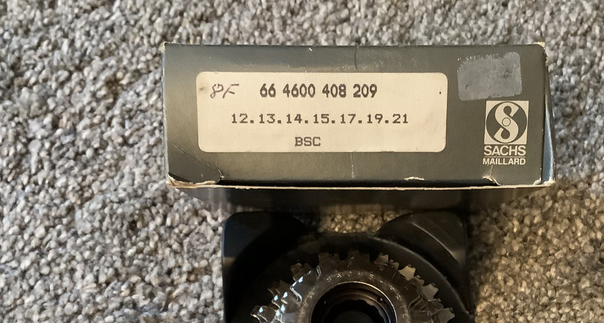 8F 66 4600 408 209
12.13.14.15.17.19.21
BSC
SACHS
MAILLARD